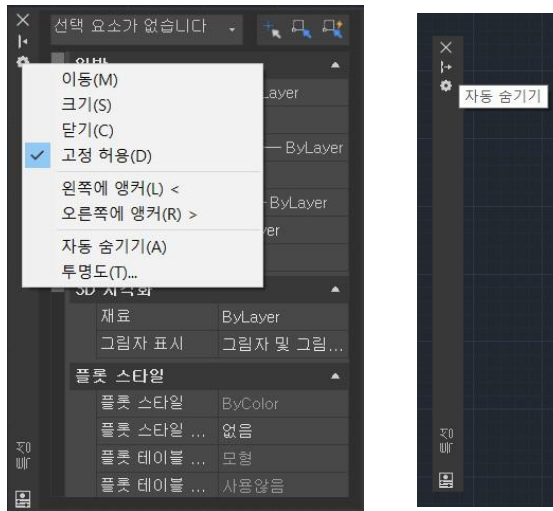 선택 요소가 없습니다
이동(M)
크기(S)
닫기(C)
고정 허용(D)
왼쪽에 앵커(L) <
오른쪽에 앵커(R) >
자동 숨기기(A)
투명도(T)...
ByLayer
ByLayer
3D 시각화
재료 ByLayer
그림자 표시 그림자 및 그림...
플롯 스타일
플롯 스타일 ByColor
플롯 스타일 ... 없음
플롯 테이블 ... 모형
플롯 테이블 ... 사용않음
자동 숨기기